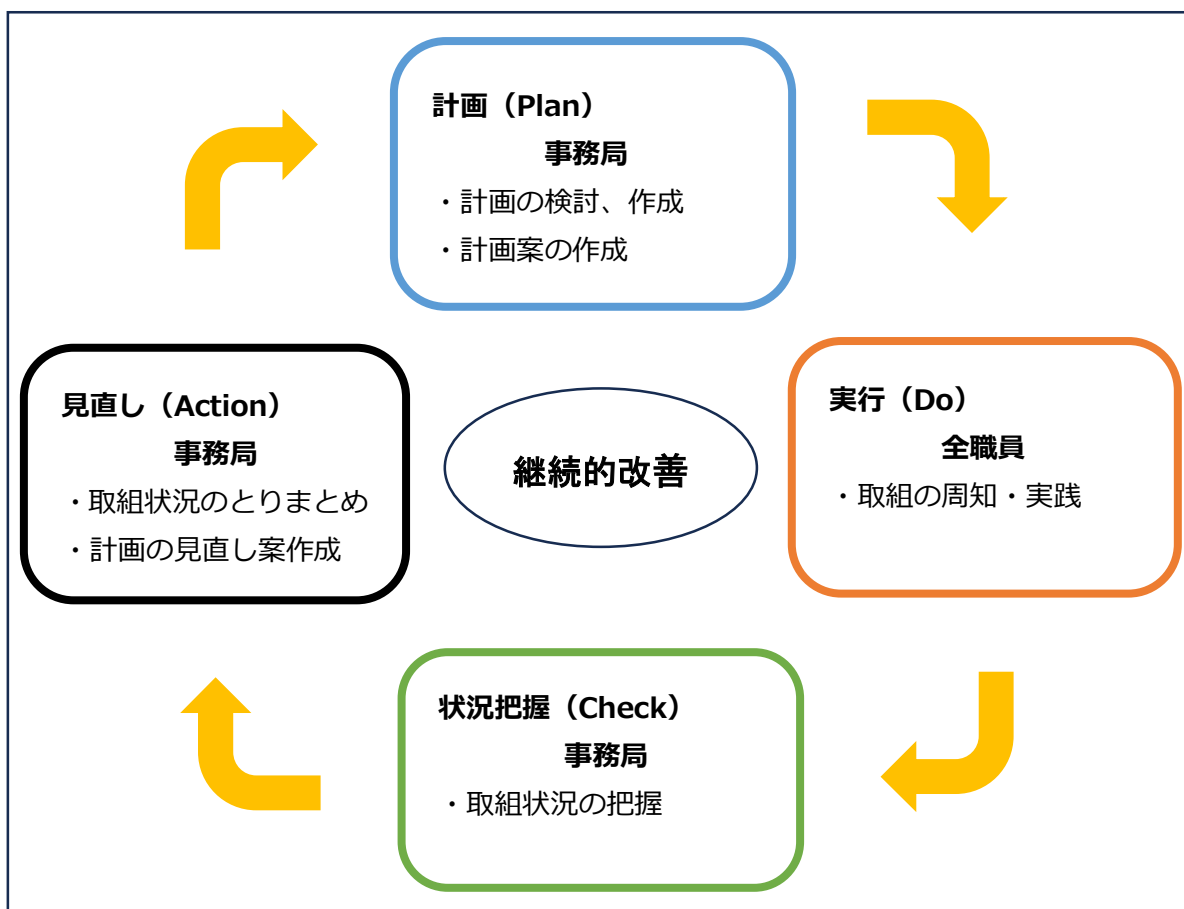 計画（Plan）
事務局
・計画の検討、作成
・計画案の作成
見直し（Action）
事務局
・取組状況のとりまとめ
・計画の見直し案作成
継続的改善
実行（Do）
全職員
・取組の周知・実践
状況把握（Check）
事務局
・取組状況の把握